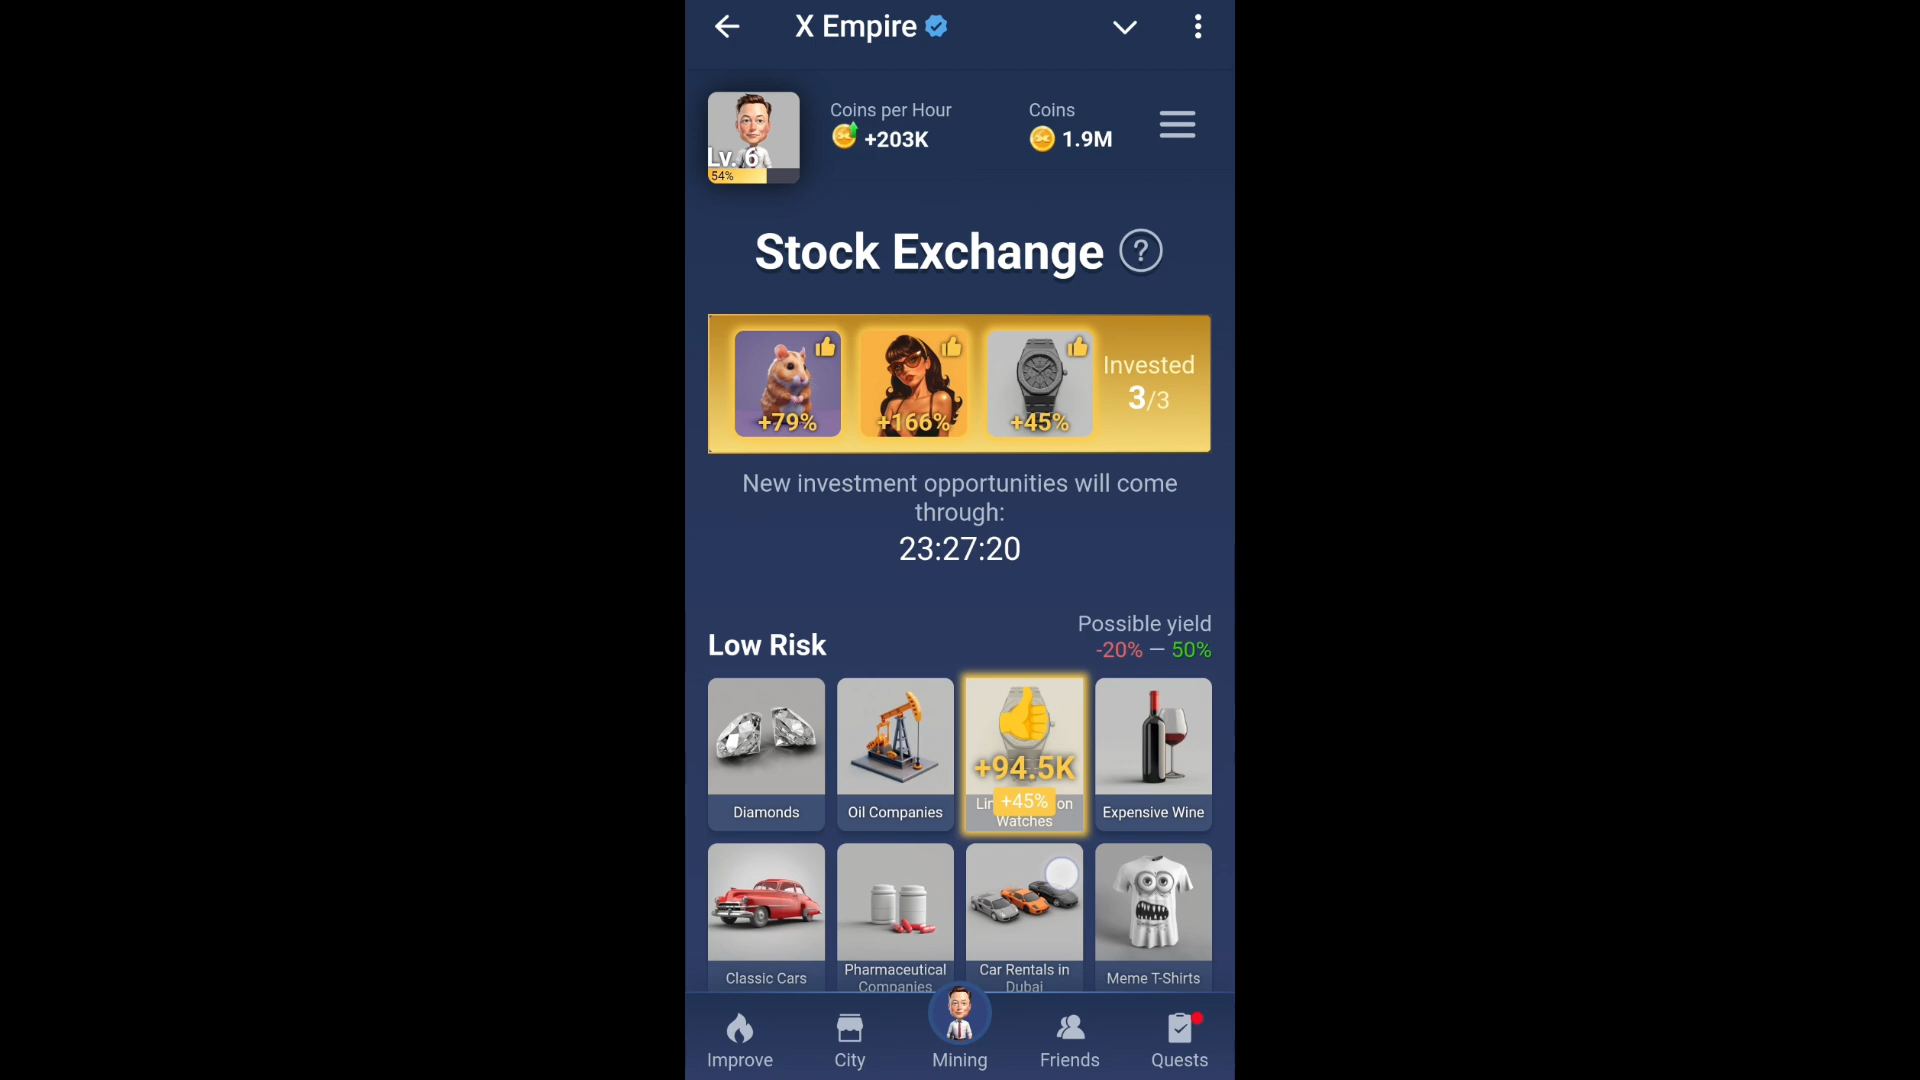 X Empire
Coins per Hour
+203K
Coins
1.9M
Lv. 6
54%
Stock Exchange ?
+79%
+166%
+45%
Invested
3/3
New investment opportunities will come
through:
23:27:20
Low Risk
Possible yield
-20% — 50%
+94.5K
+45%
Diamonds
Oil Companies
on
Watches
Expensive Wine
Classic Cars
Pharmaceutical
Companies
Car Rentals in
Dubai
Meme T-Shirts
Improve
City
Mining
Friends
Quests